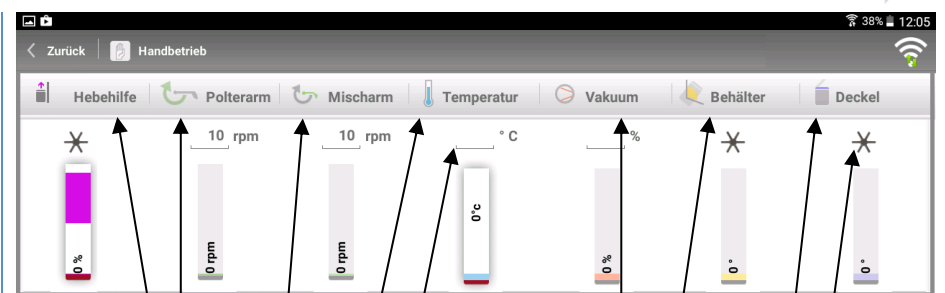 38% 12:05
Zurück Handbetrieb
Hebehilfe Polterarm Mischarm Temperatur Vakuum Behälter Deckel
10 rpm 10 rpm ° C %
0 % 0 rpm 0 rpm 0°c 0 % 0 ° 0 °